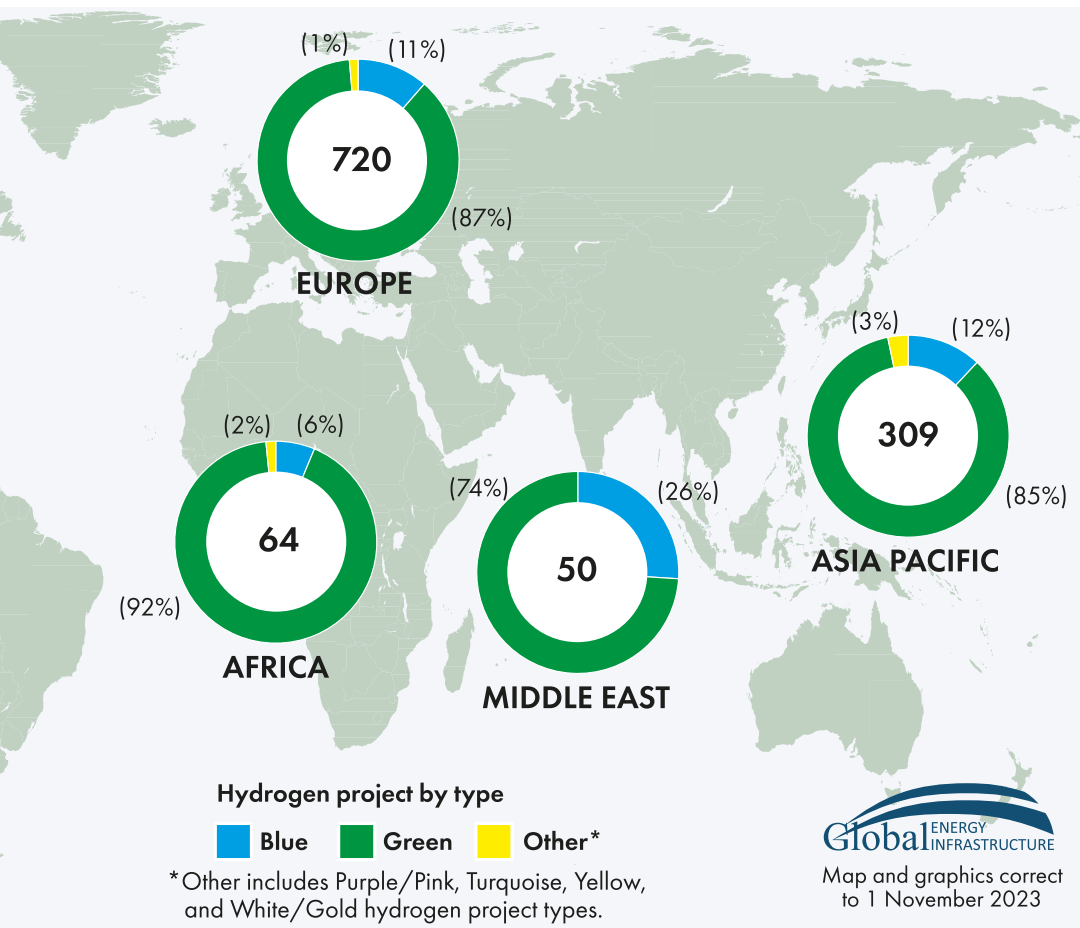 (1%)
(11%)
720
(87%)
EUROPE
(3%)
(12%)
309
(85%)
ASIA PACIFIC
(2%)
(6%)
64
(92%)
AFRICA
(74%)
(26%)
50
MIDDLE EAST
Hydrogen project by type
Blue
Green
Other*
*Other includes Purple/Pink, Turquoise, Yellow,
and White/Gold hydrogen project types.
Global ENERGY
INFRASTRUCTURE
Map and graphics correct
to 1 November 2023